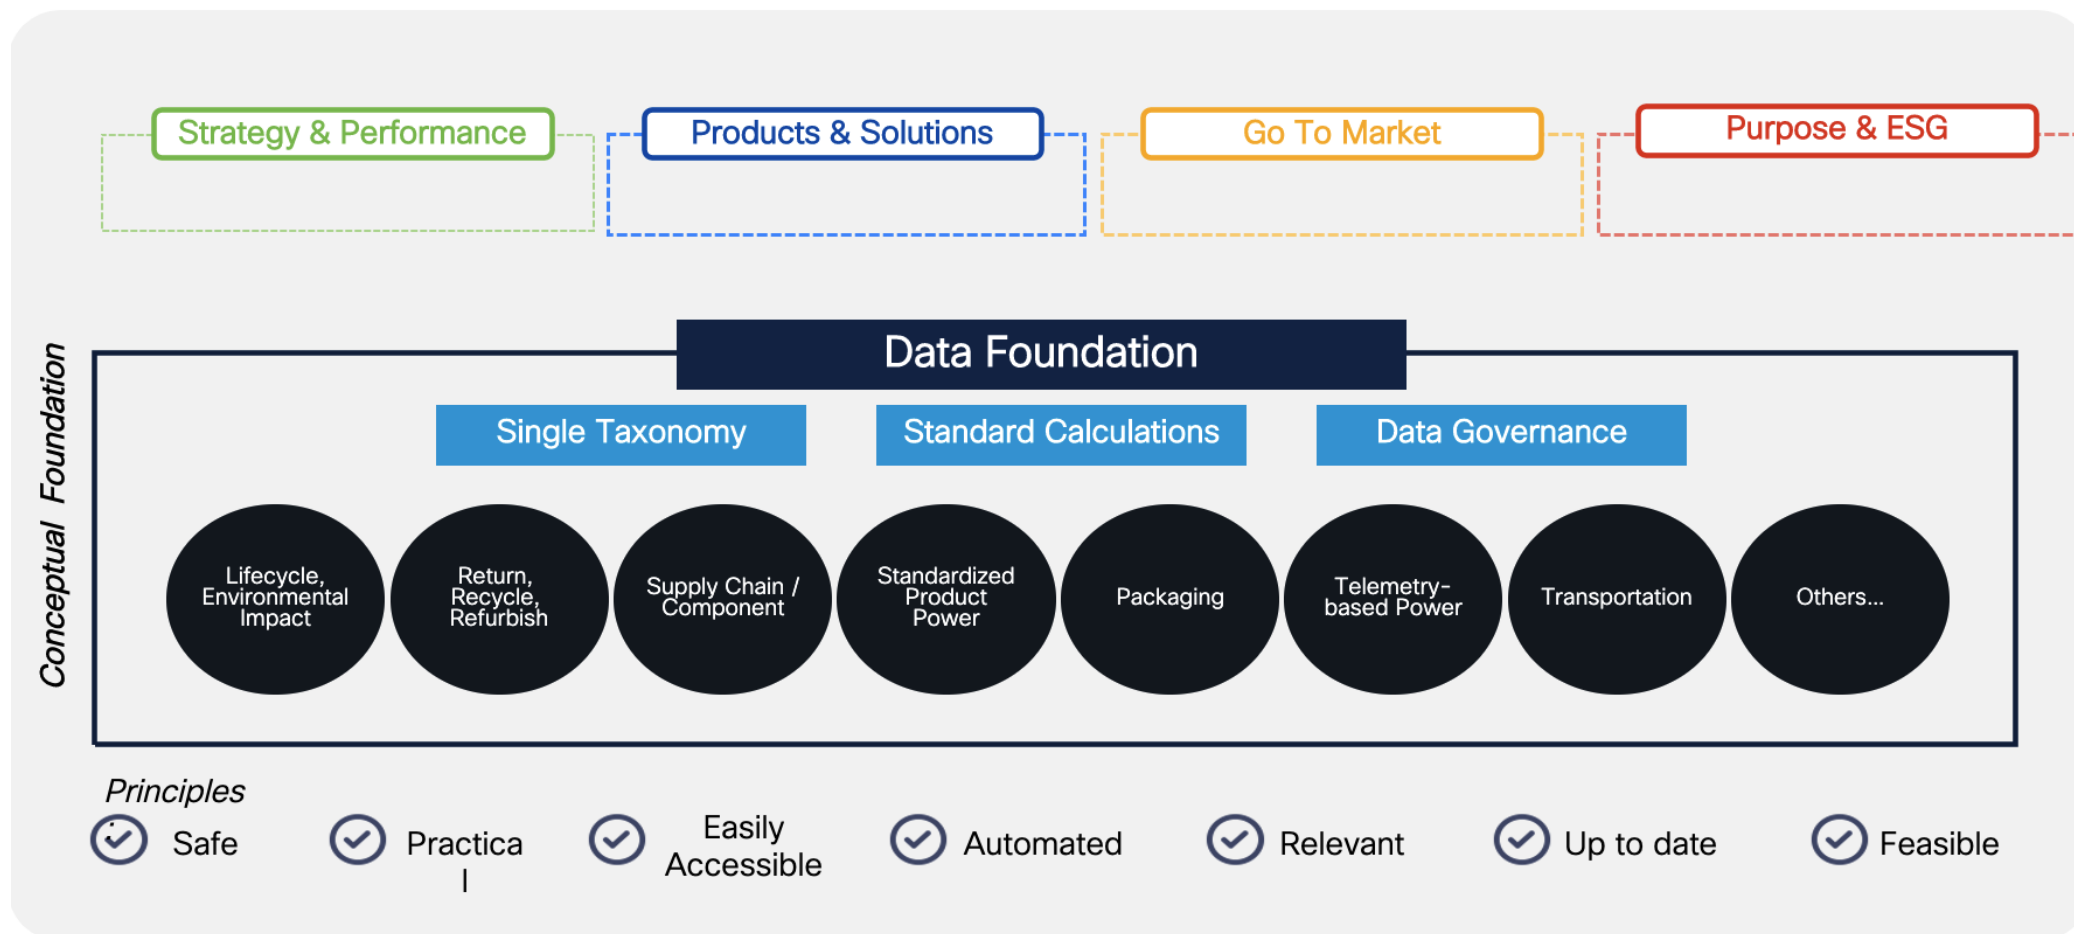 Strategy & Performance
Products & Solutions
Go To Market
Purpose & ESG
Conceptual Foundation
Data Foundation
Single Taxonomy
Standard Calculations
Data Governance
Lifecycle,
Environmental
Impact
Return,
Recycle,
Refurbish
Supply Chain /
Component
Standardized
Product
Power
Packaging
Telemetry-
based Power
Transportation
Others...
Principles
:
Safe
Practica
l
Easily
Accessible
Automated
Relevant
Up to date
Feasible